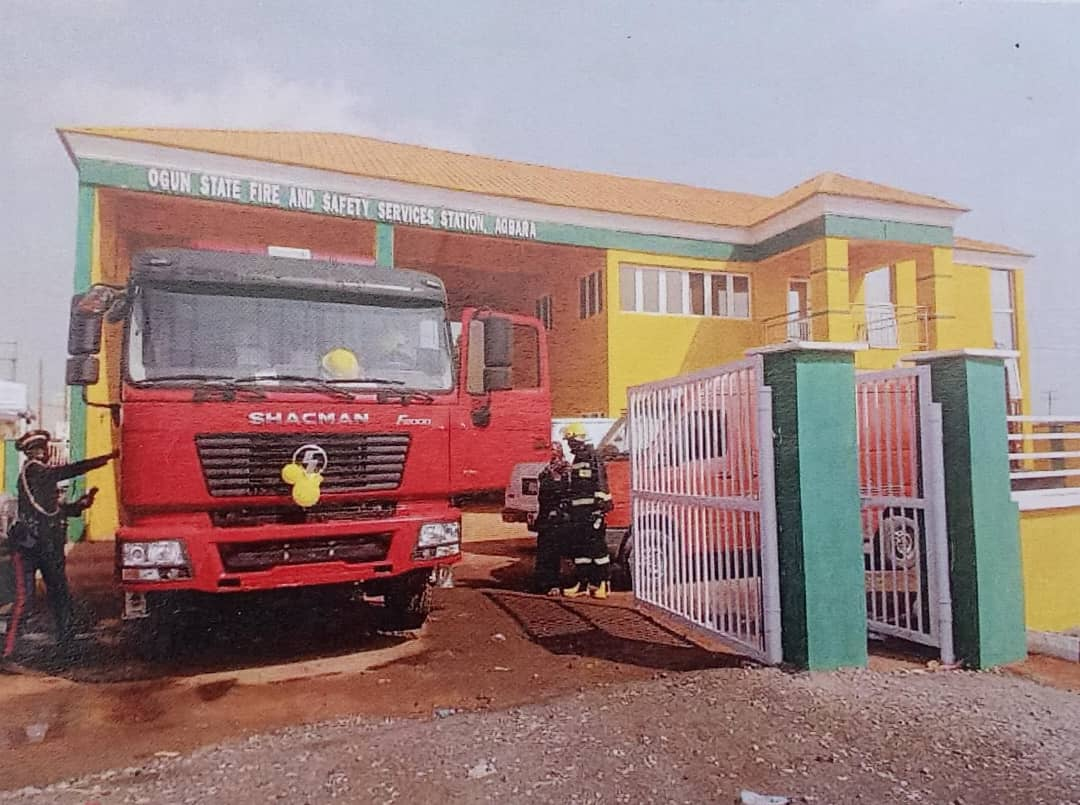 OGUN STATE FIRE AND SAFETY SERVICES STATION, AGBARA
SHACMAN
F2000